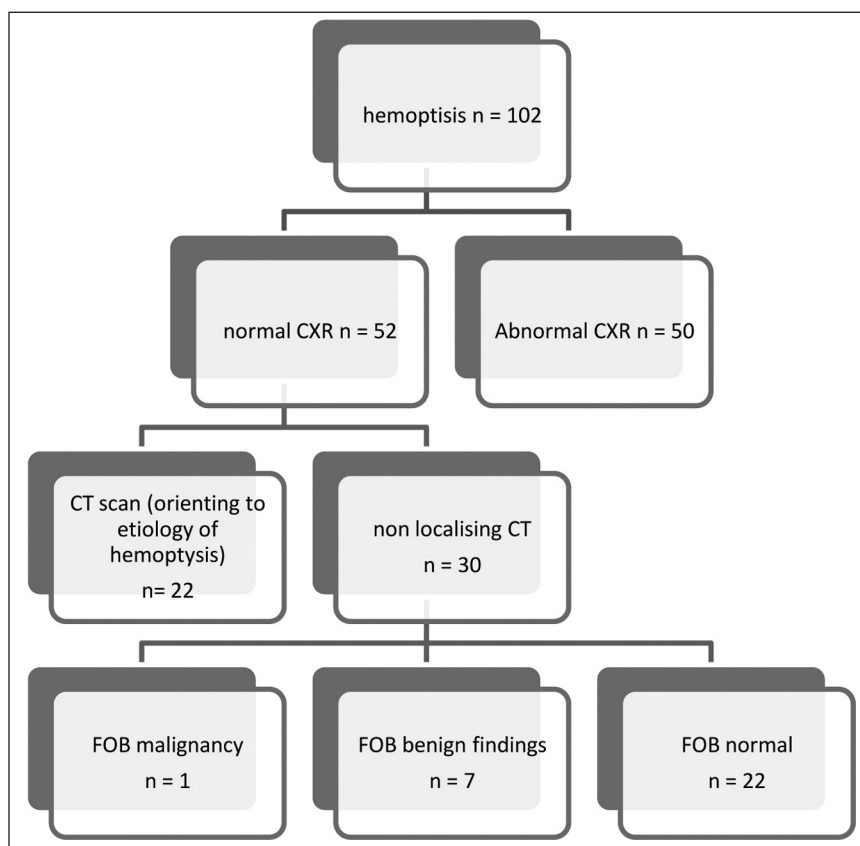 hemoptisis n = 102
normal CXR n = 52
Abnormal CXR n = 50
CT scan (orienting to
etiology of
hemoptysis)
n= 22
non localising CT
n = 30
FOB malignancy
n = 1
FOB benign findings
n = 7
FOB normal
n = 22